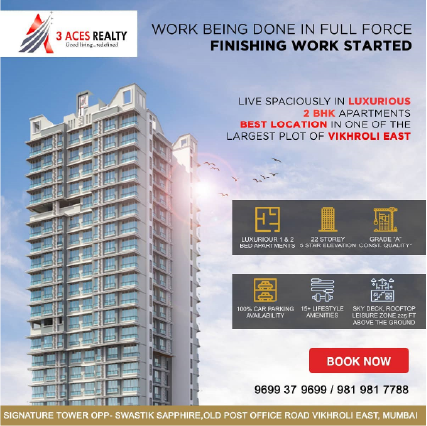 3 ACES REALTY
Good living...redefined
WORK BEING DONE IN FULL FORCE
FINISHING WORK STARTED
LIVE SPACIOUSLY IN LUXURIOUS
2 BHK APARTMENTS
BEST LOCATION IN ONE OF THE
LARGEST PLOT OF VIKHROLI EAST
LUXURIOUR 1 & 2
BED APARTMENTS
22 STOREY
5 STAR ELEVATION
GRADE "A"
CONST. QUALITY"
100% CAR PARKING
AVAILABILITY
15+ LIFESTYLE
AMENITIES
SKY DECK, ROOFTOP
LEISURE ZONE 225 FT
ABOVE THE GROUND
BOOK NOW
9699 37 9699 / 981 981 7788
SIGNATURE TOWER OPP- SWASTIK SAPPHIRE,OLD POST OFFICE ROAD VIKHROLI EAST, MUMBAI